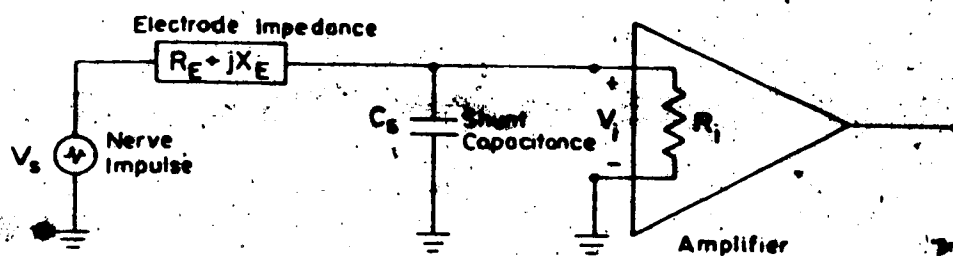 Electrode Impedance
R_E + jX_E
C_s
Shunt
Capacitance
V_s
Nerve
Impulse
+
V_i
-
R_i
Amplifier